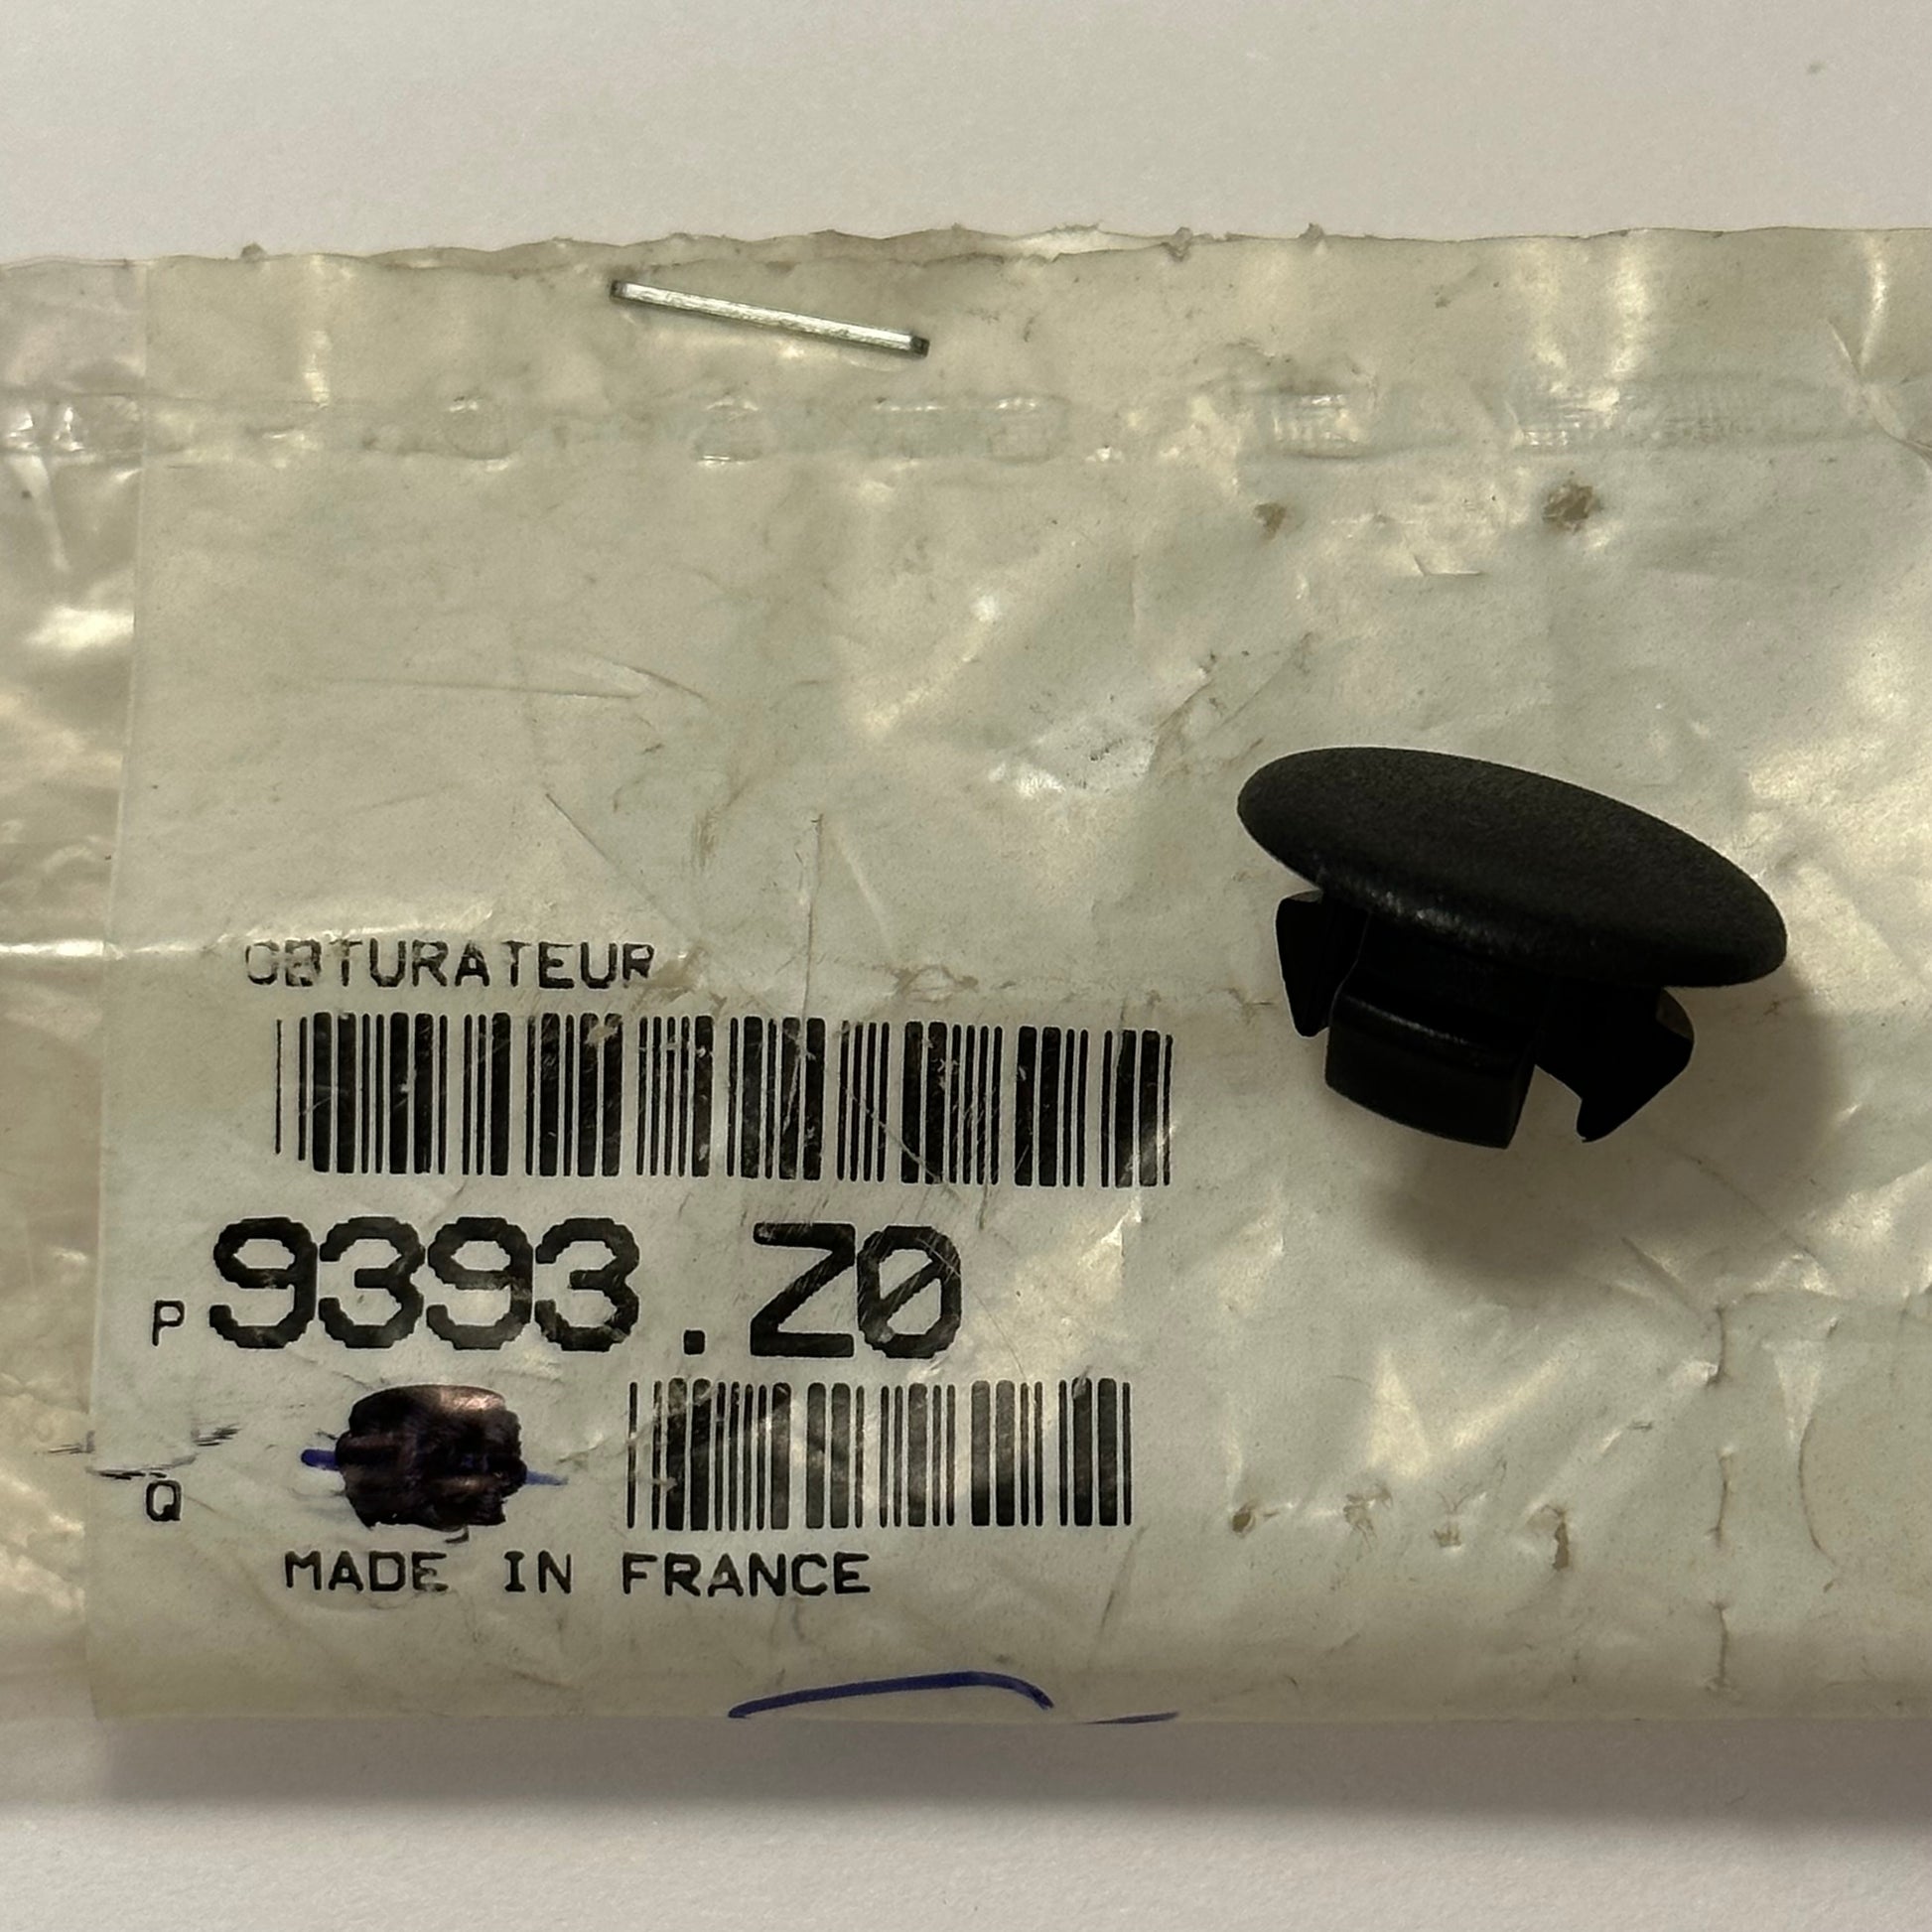 OBTURATEUR
P 9393.Z0
Q
MADE IN FRANCE